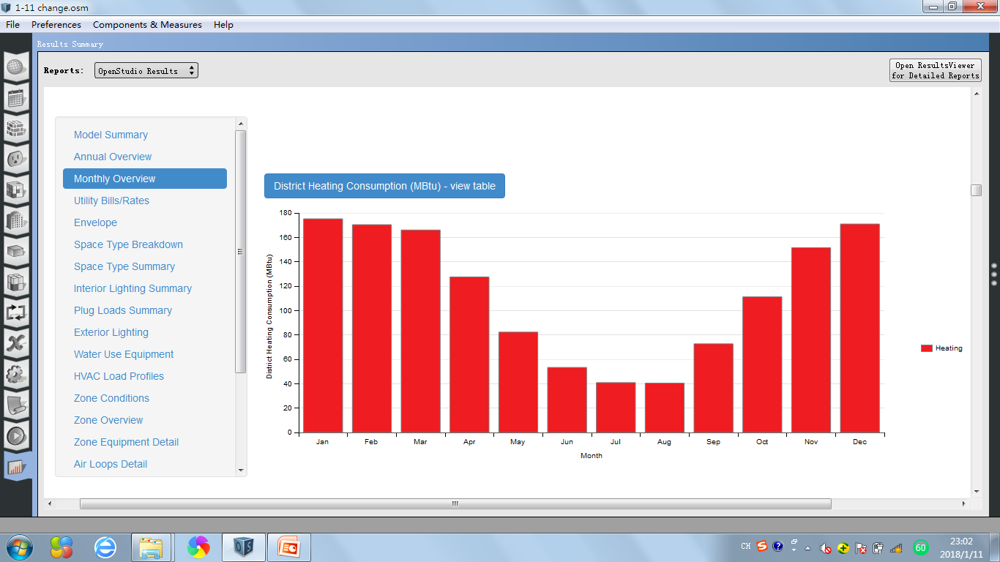 1-11 change.osm
File Preferences Components & Measures Help
Results Summary
Reports: OpenStudio Results
Open ResultsViewer
for Detailed Reports
Model Summary
Annual Overview
Monthly Overview
Utility Bills/Rates
Envelope
Space Type Breakdown
Space Type Summary
Interior Lighting Summary
Plug Loads Summary
Exterior Lighting
Water Use Equipment
HVAC Load Profiles
Zone Conditions
Zone Overview
Zone Equipment Detail
Air Loops Detail
District Heating Consumption (MBtu) - view table
District Heating Consumption (MBtu)
180
160
140
120
100
80
60
40
20
0
Jan Feb Mar Apr May Jun Jul Aug Sep Oct Nov Dec
Month
Heating
OS
CH
60
23:02
2018/1/11